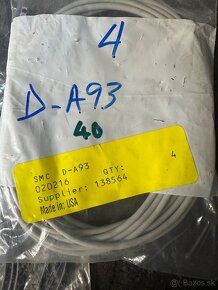 4
D-A93
40
SMC D-A93 QTY: 4
020216
Supplier: 138564
Made in: USA
bazos.sk